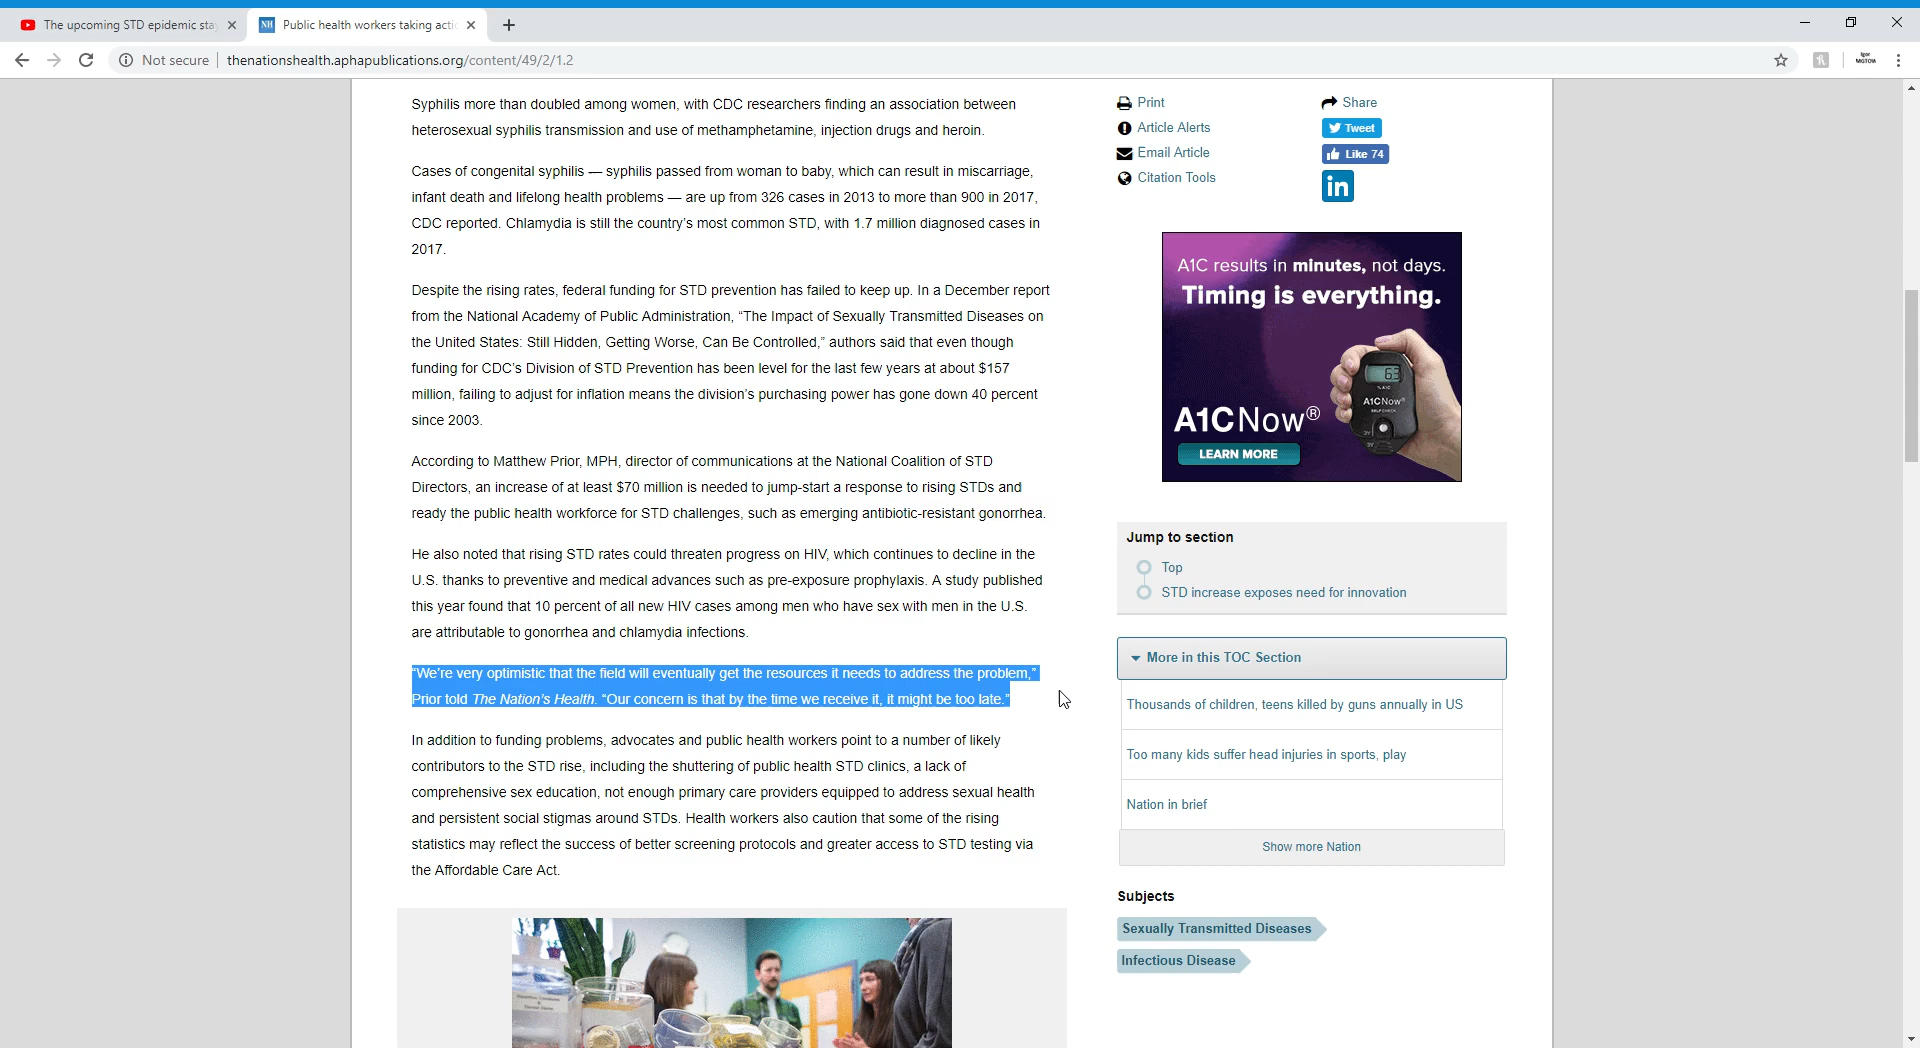 The upcoming STD epidemic sta
NH Public health workers taking actio
Not secure
thenationshealth.aphapublications.org/content/49/2/1.2
Igor
MGTOW
Syphilis more than doubled among women, with CDC researchers finding an association between
heterosexual syphilis transmission and use of methamphetamine, injection drugs and heroin.
Cases of congenital syphilis — syphilis passed from woman to baby, which can result in miscarriage,
infant death and lifelong health problems — are up from 326 cases in 2013 to more than 900 in 2017,
CDC reported. Chlamydia is still the country's most common STD, with 1.7 million diagnosed cases in
2017.
Despite the rising rates, federal funding for STD prevention has failed to keep up. In a December report
from the National Academy of Public Administration, “The Impact of Sexually Transmitted Diseases on
the United States: Still Hidden, Getting Worse, Can Be Controlled,” authors said that even though
funding for CDC's Division of STD Prevention has been level for the last few years at about $157
million, failing to adjust for inflation means the division's purchasing power has gone down 40 percent
since 2003.
According to Matthew Prior, MPH, director of communications at the National Coalition of STD
Directors, an increase of at least $70 million is needed to jump-start a response to rising STDs and
ready the public health workforce for STD challenges, such as emerging antibiotic-resistant gonorrhea.
He also noted that rising STD rates could threaten progress on HIV, which continues to decline in the
U.S. thanks to preventive and medical advances such as pre-exposure prophylaxis. A study published
this year found that 10 percent of all new HIV cases among men who have sex with men in the U.S.
are attributable to gonorrhea and chlamydia infections.
“We're very optimistic that the field will eventually get the resources it needs to address the problem,”
Prior told The Nation's Health. “Our concern is that by the time we receive it, it might be too late.”
In addition to funding problems, advocates and public health workers point to a number of likely
contributors to the STD rise, including the shuttering of public health STD clinics, a lack of
comprehensive sex education, not enough primary care providers equipped to address sexual health
and persistent social stigmas around STDs. Health workers also caution that some of the rising
statistics may reflect the success of better screening protocols and greater access to STD testing via
the Affordable Care Act.
Print
Article Alerts
Email Article
Citation Tools
Share
Tweet
Like 74
in
A1C results in minutes, not days.
Timing is everything.
63
% A1C
A1CNow®
SELF CHECK
A1CNow®
LEARN MORE
Jump to section
Top
STD increase exposes need for innovation
More in this TOC Section
Thousands of children, teens killed by guns annually in US
Too many kids suffer head injuries in sports, play
Nation in brief
Show more Nation
Subjects
Sexually Transmitted Diseases
Infectious Disease